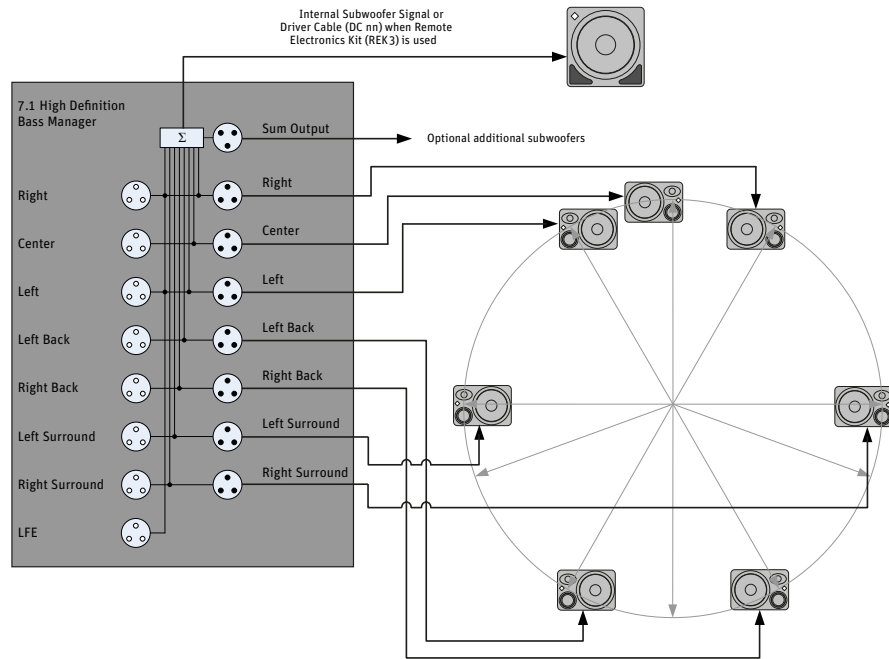 Internal Subwoofer Signal or
Driver Cable (DC nn) when Remote
Electronics Kit (REK3) is used
7.1 High Definition
Bass Manager
Σ
Sum Output
Optional additional subwoofers
Right
Right
Center
Center
Left
Left
Left Back
Left Back
Right Back
Right Back
Left Surround
Left Surround
Right Surround
Right Surround
LFE